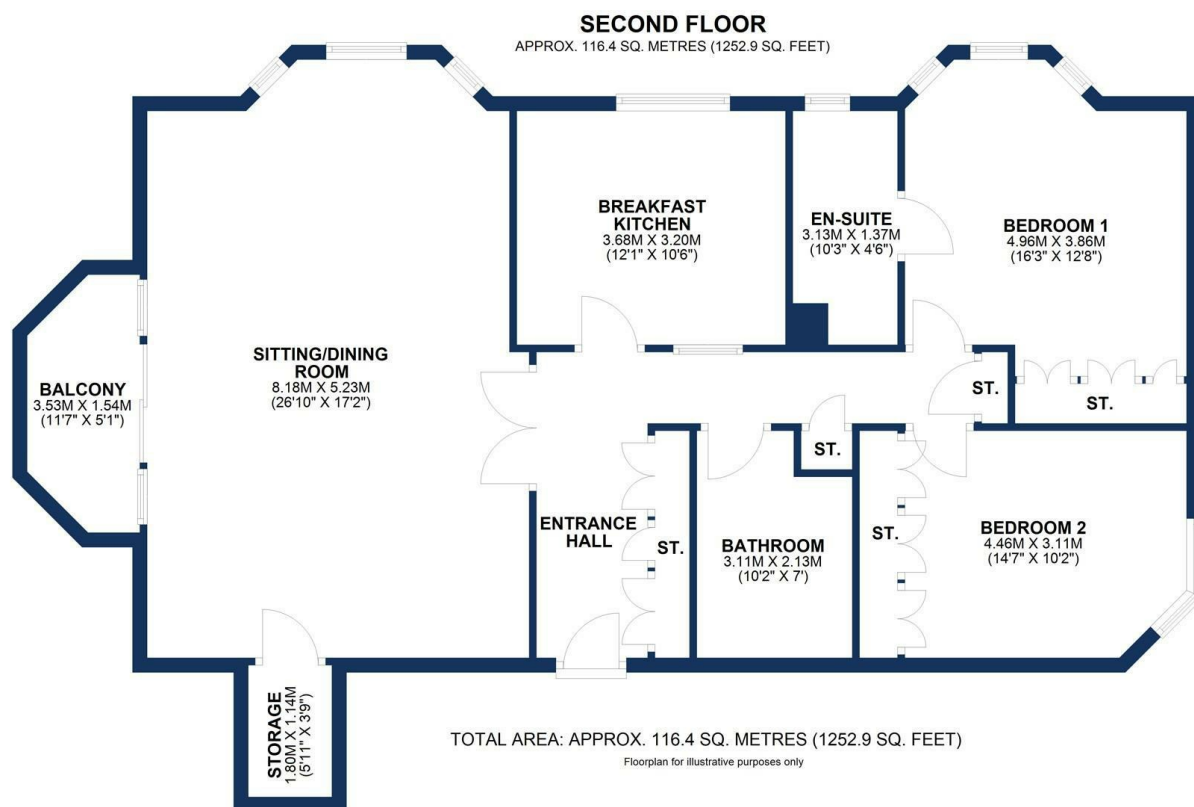 SECOND FLOOR
APPROX. 116.4 SQ. METRES (1252.9 SQ. FEET)
BREAKFAST
KITCHEN
3.68M X 3.20M
(12'1" X 10'6")
EN-SUITE
3.13M X 1.37M
(10'3" X 4'6")
BEDROOM 1
4.96M X 3.86M
(16'3" X 12'8")
SITTING/DINING
ROOM
8.18M X 5.23M
(26'10" X 17'2")
BALCONY
3.53M X 1.54M
(11'7" X 5'1")
ST.
ST.
ST.
ENTRANCE
HALL
ST.
BATHROOM
3.11M X 2.13M
(10'2" X 7')
ST.
BEDROOM 2
4.46M X 3.11M
(14'7" X 10'2")
STORAGE
1.80M X 1.14M
(5'11" X 3'9")
TOTAL AREA: APPROX. 116.4 SQ. METRES (1252.9 SQ. FEET)
Floorplan for illustrative purposes only